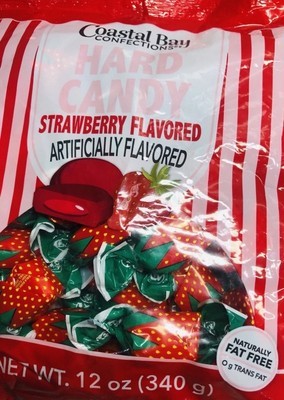 Coastal Bay
CONFECTIONS
HARD
CANDY
STRAWBERRY FLAVORED
ARTIFICIALLY FLAVORED
NATURALLY
FAT FREE
0g TRANS FAT
NET WT. 12 oz (340 g)